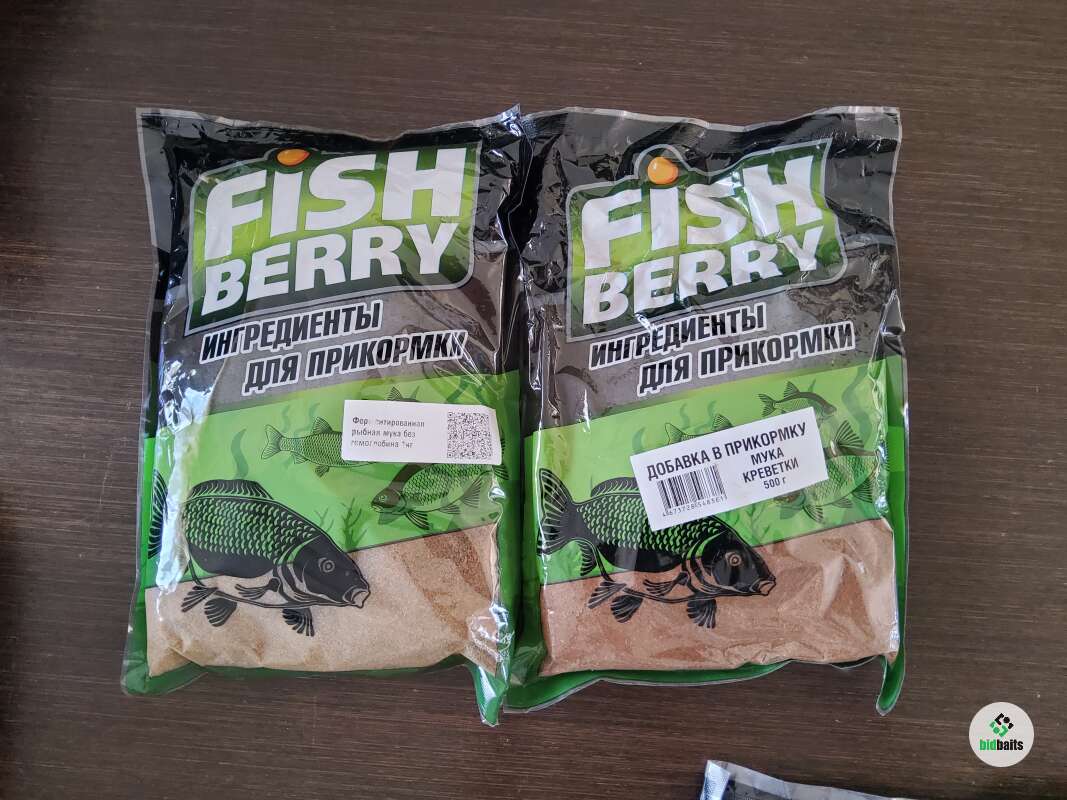 FiSH
BERRY
ИНГРЕДИЕНТЫ
ДЛЯ ПРИКОРМКИ
рыбная мука без
FiSH
BERRY
ИНГРЕДИЕНТЫ
ДЛЯ ПРИКОРМКИ
ДОБАВКА В ПРИКОРМКУ
МУКА
КРЕВЕТКИ
500 г
bidbaits